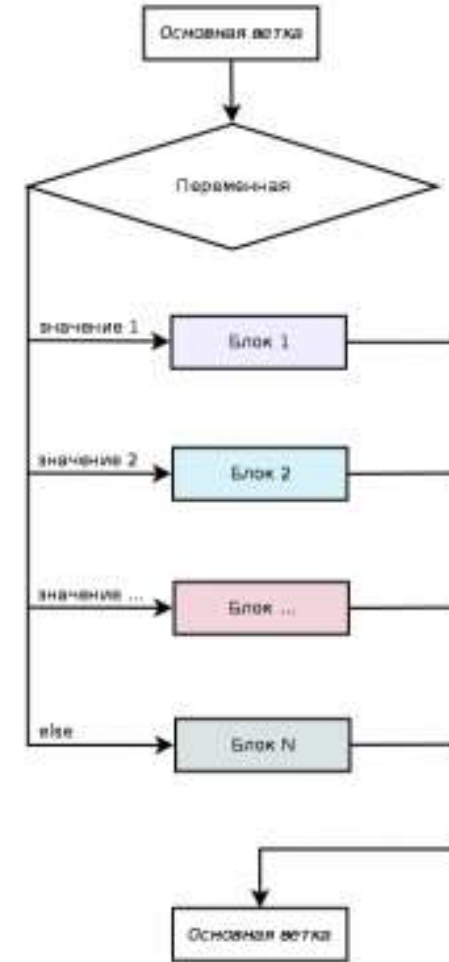 Основная ветка
Переменная
значение 1
Блок 1
значение 2
Блок 2
значение ...
Блок ...
else
Блок N
Основная ветка